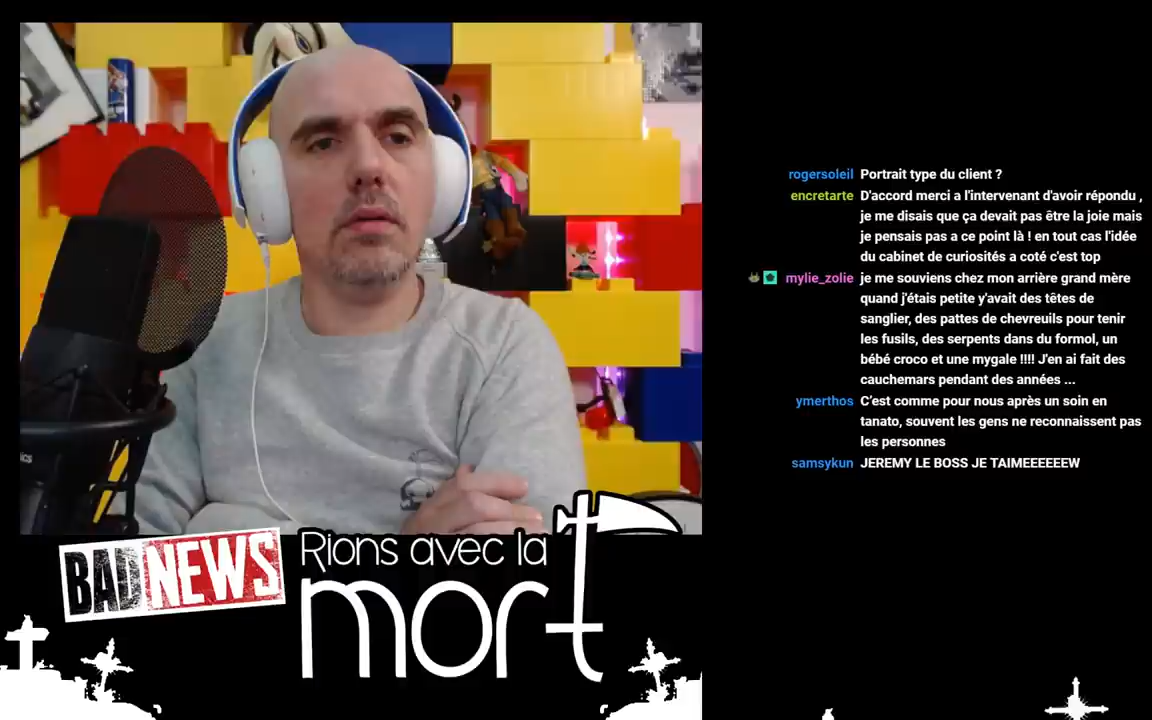 rogersoleil Portrait type du client ?
encretarte D'accord merci a l'intervenant d'avoir répondu ,
je me disais que ça devait pas être la joie mais
je pensais pas a ce point là ! en tout cas l'idée
du cabinet de curiosités a coté c'est top
mylie_zolie je me souviens chez mon arrière grand mère
quand j'étais petite y'avait des têtes de
sanglier, des pattes de chevreuils pour tenir
les fusils, des serpents dans du formol, un
bébé croco et une mygale !!!! J'en ai fait des
cauchemars pendant des années ...
ymerthos C'est comme pour nous après un soin en
tanato, souvent les gens ne reconnaissent pas
les personnes
samsykun JEREMY LE BOSS JE TAIMEEEEEEW
BAD NEWS
Rions avec la
mort